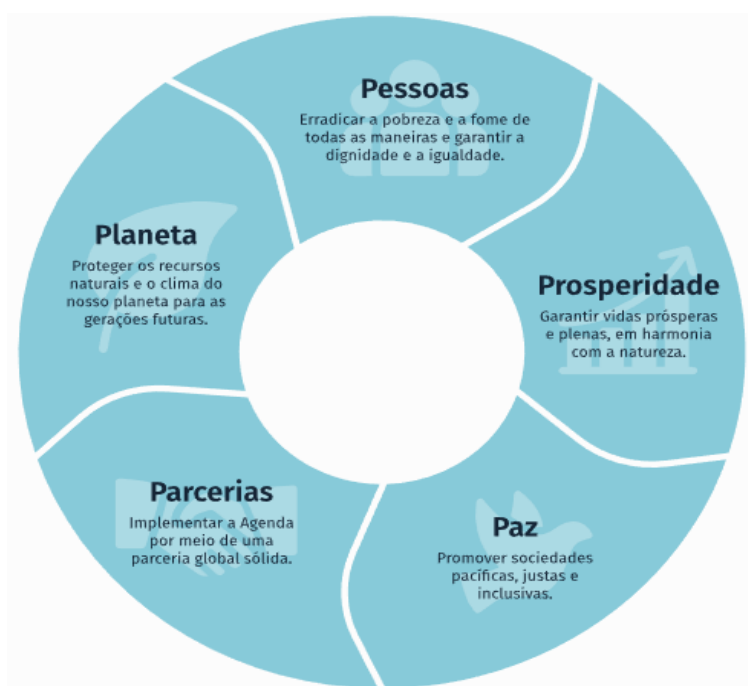 Pessoas
Erradicar a pobreza e a fome de
todas as maneiras e garantir a
dignidade e a igualdade.
Planeta
Proteger os recursos
naturais e o clima do
nosso planeta para as
gerações futuras.
Prosperidade
Garantir vidas prósperas
e plenas, em harmonia
com a natureza.
Parcerias
Implementar a Agenda
por meio de uma
parceria global sólida.
Paz
Promover sociedades
pacíficas, justas e
inclusivas.